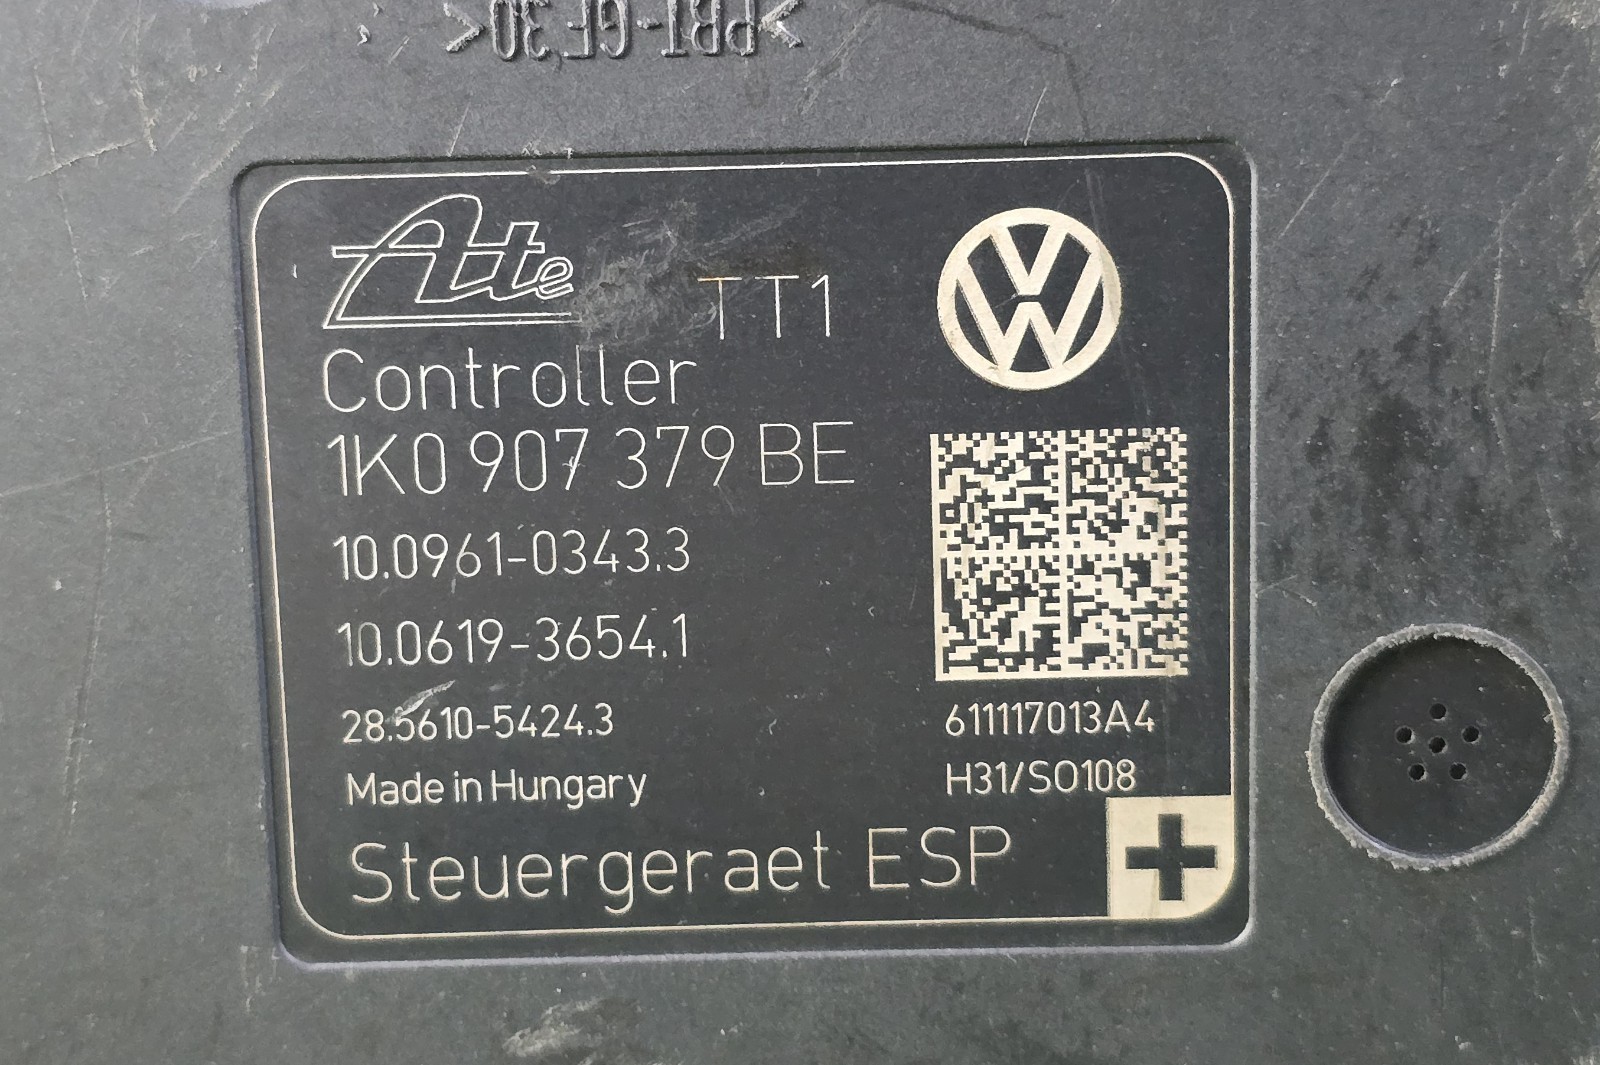 >PBT-GF30<
Ate
TT1
Controller
1K0 907 379 BE
10.0961-0343.3
10.0619-3654.1
28.5610-5424.3
611117013A4
Made in Hungary
H31/SO108
Steuergeraet ESP